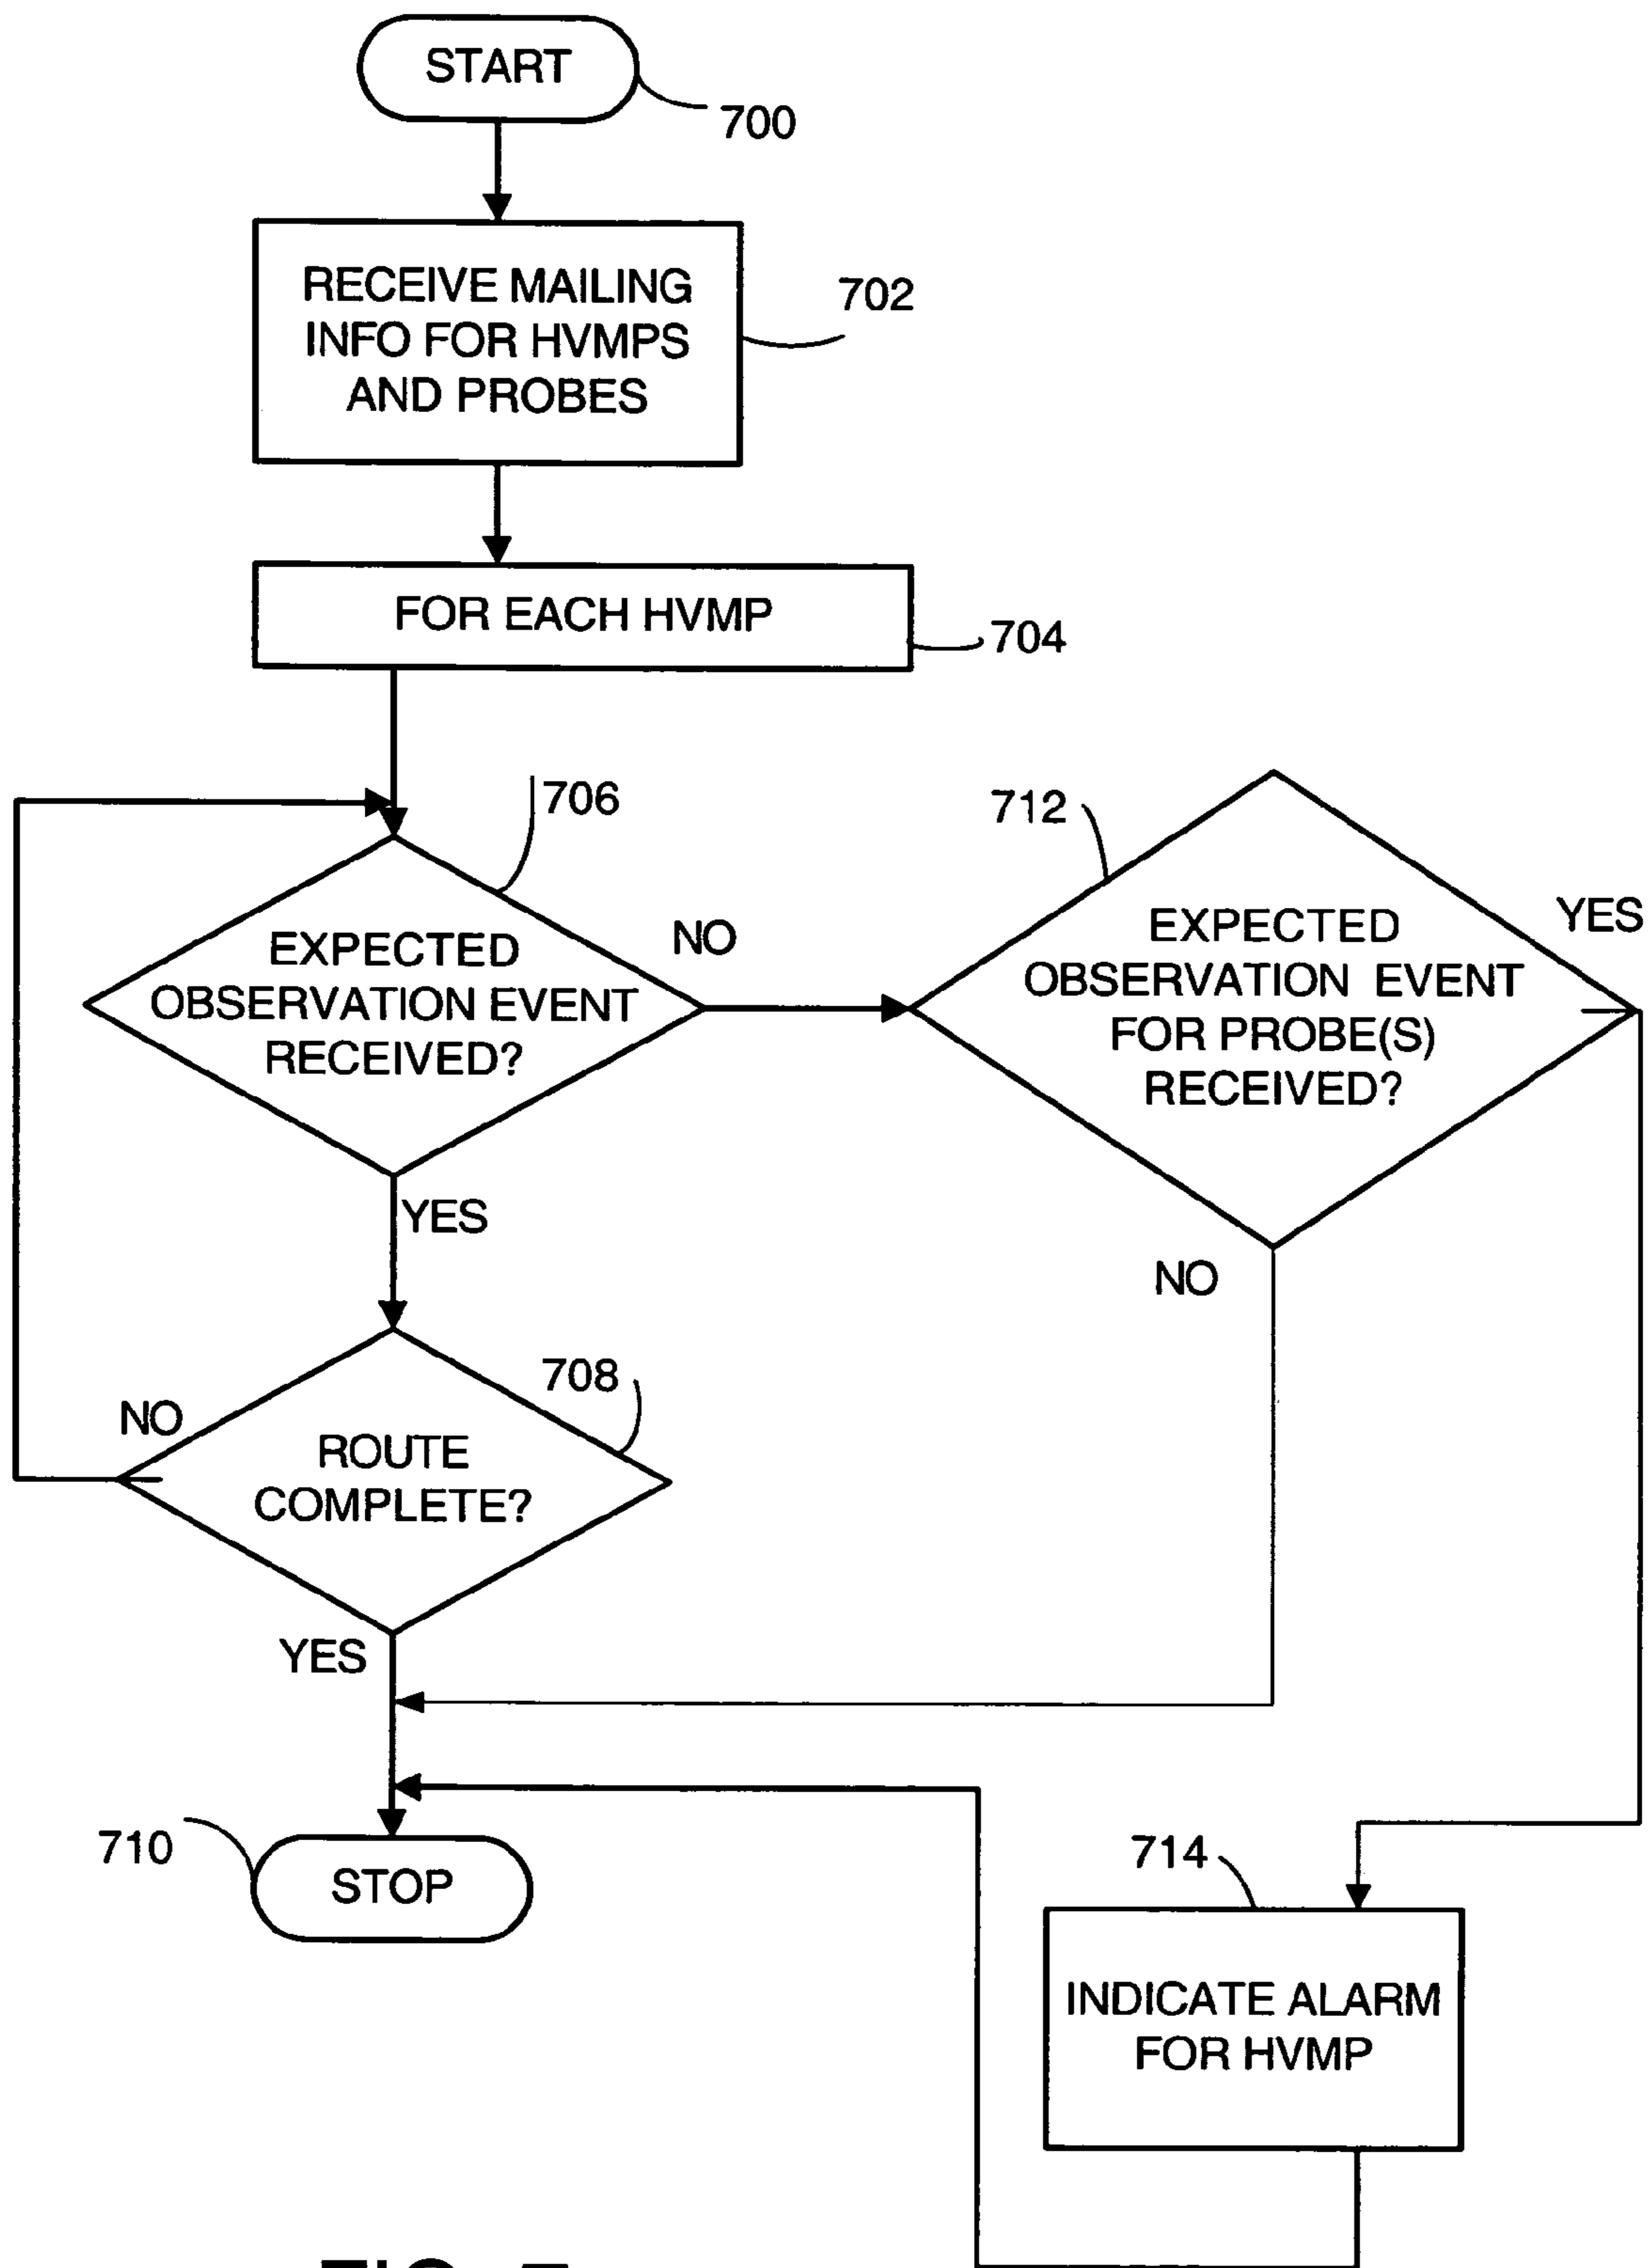 START
700
RECEIVE MAILING
INFO FOR HVMPS
AND PROBES
702
FOR EACH HVMP
704
706
EXPECTED
OBSERVATION EVENT
RECEIVED?
NO
712
EXPECTED
OBSERVATION EVENT
FOR PROBE(S)
RECEIVED?
YES
YES
NO
708
NO
ROUTE
COMPLETE?
YES
710
STOP
714
INDICATE ALARM
FOR HVMP